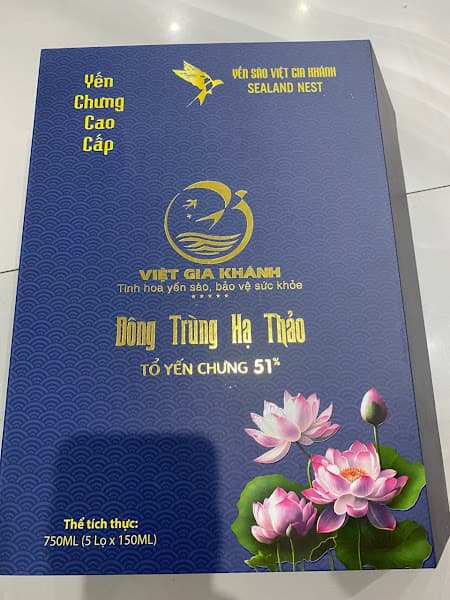 Yến
Chưng
Cao
Cấp
YẾN SÀO VIỆT GIA KHÁNH
SEALAND NEST
VIỆT GIA KHÁNH
Tinh hoa yến sào, bảo vệ sức khỏe
Đông Trùng Hạ Thảo
TỔ YẾN CHƯNG 51%
Thể tích thực:
750ML (5 Lọ x 150ML)